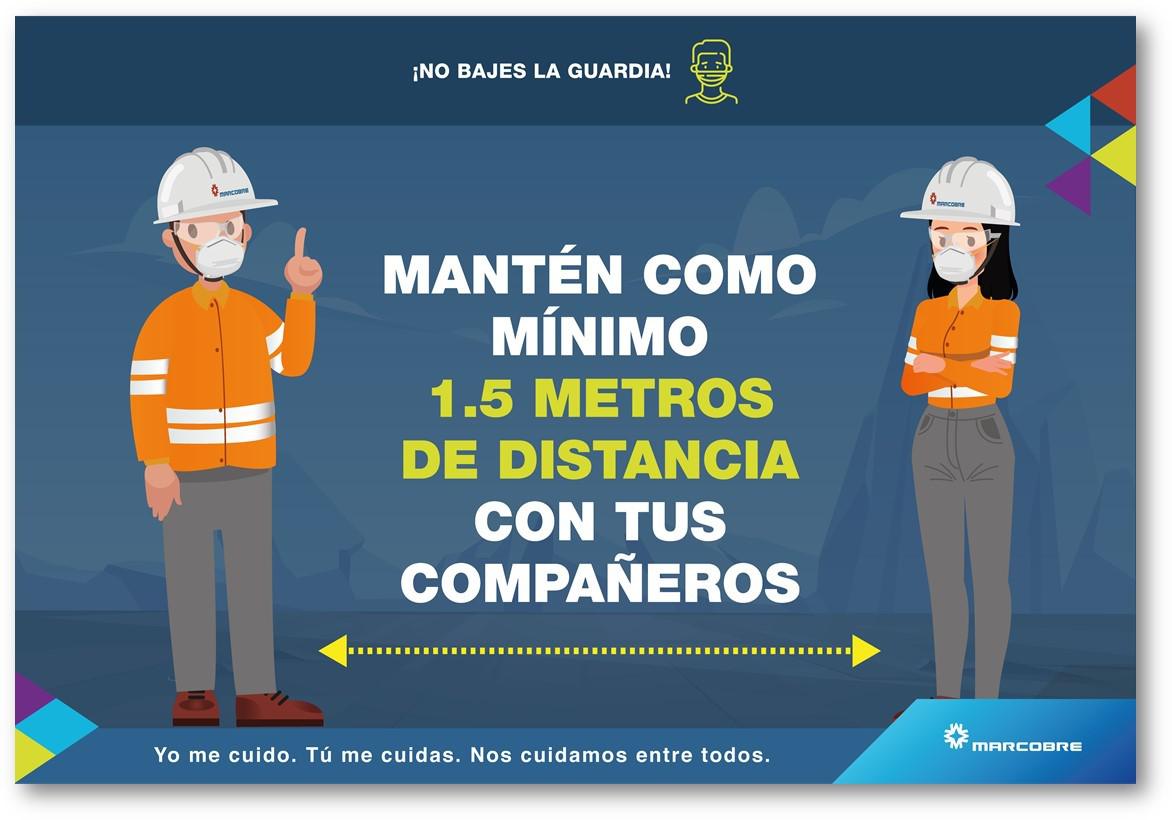 ¡NO BAJES LA GUARDIA!
MARCOBRE
MARCOBRE
MANTÉN COMO
MÍNIMO
1.5 METROS
DE DISTANCIA
CON TUS
COMPAÑEROS
Yo me cuido. Tú me cuidas. Nos cuidamos entre todos.
MARCOBRE